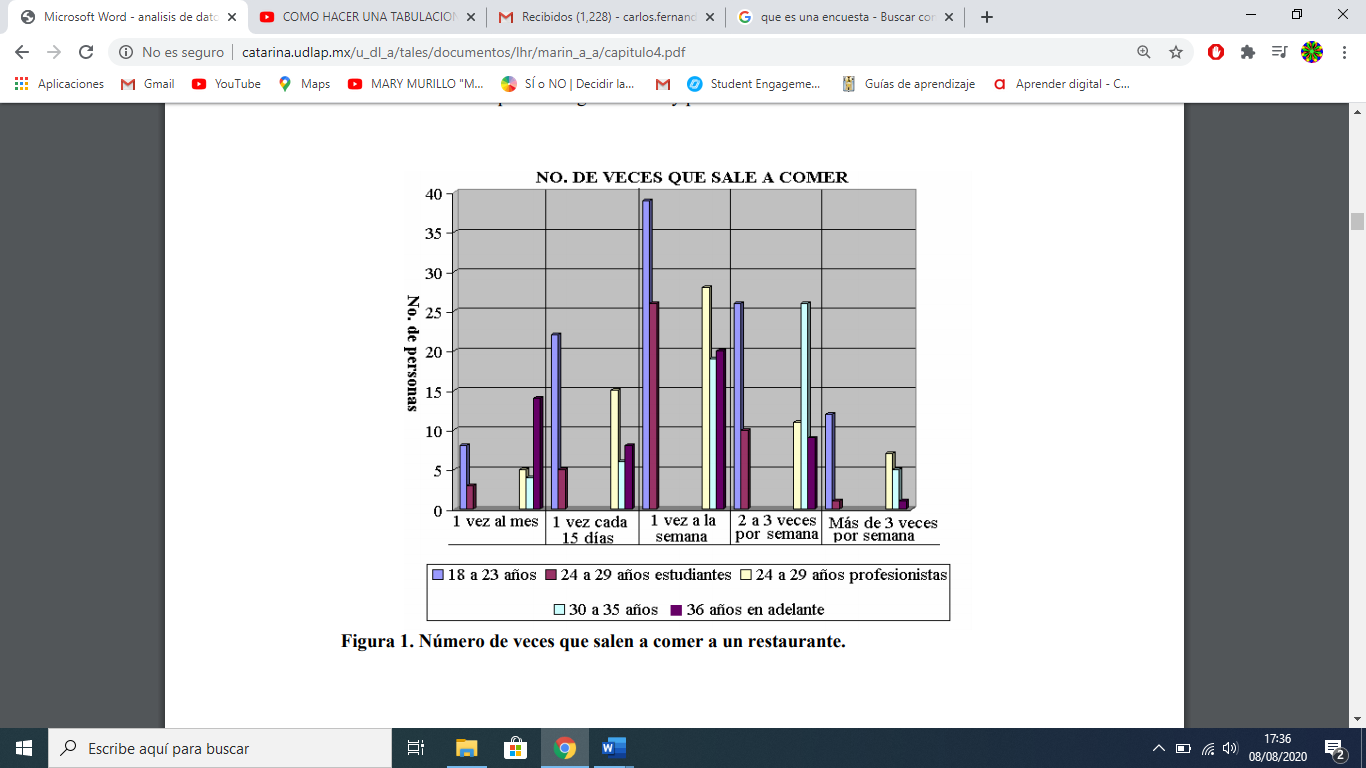 Microsoft Word - analisis de dato
COMO HACER UNA TABULACION
Recibidos (1,228) - carlos.fernand
que es una encuesta - Buscar con
No es seguro | catarina.udlap.mx/u_dl_a/tales/documentos/lhr/marin_a_a/capitulo4.pdf
Aplicaciones Gmail YouTube Maps MARY MURILLO "M... SÍ o NO | Decidir la... Student Engageme... Guías de aprendizaje Aprender digital - C...
NO. DE VECES QUE SALE A COMER
No. de personas
40
35
30
25
20
15
10
5
0
1 vez al mes
1 vez cada
15 días
1 vez a la
semana
2 a 3 veces
por semana
Más de 3 veces
por semana
18 a 23 años 24 a 29 años estudiantes 24 a 29 años profesionistas
30 a 35 años 36 años en adelante
Figura 1. Número de veces que salen a comer a un restaurante.
Escribe aquí para buscar
17:36
08/08/2020
2